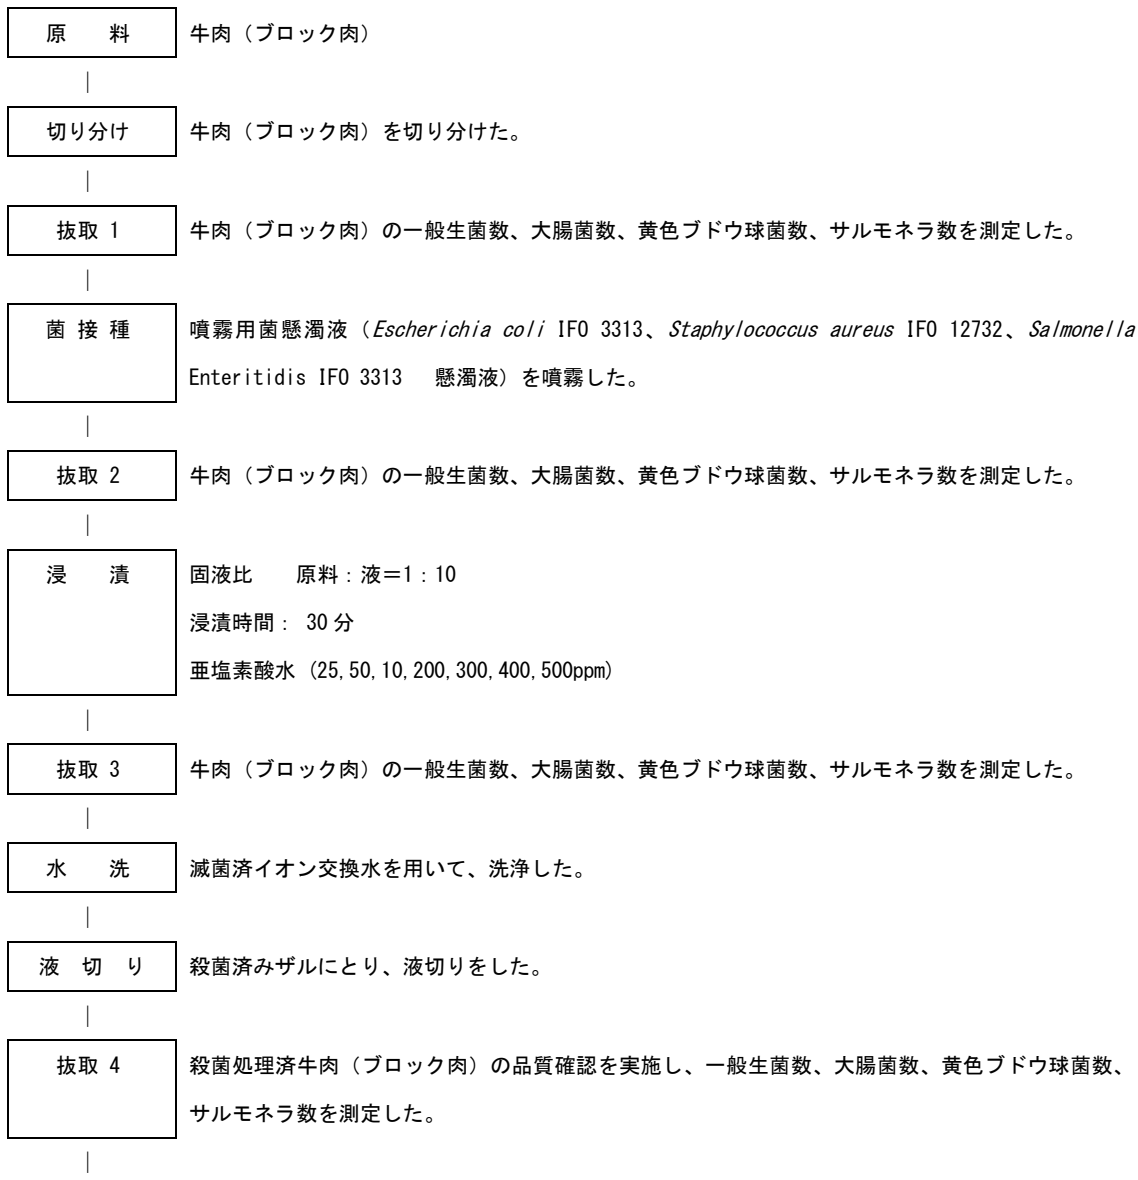 原　料　牛肉（ブロック肉）
切り分け　牛肉（ブロック肉）を切り分けた。
抜取 1　牛肉（ブロック肉）の一般生菌数、大腸菌数、黄色ブドウ球菌数、サルモネラ数を測定した。
菌 接 種　噴霧用菌懸濁液（Escherichia coli IFO 3313、Staphylococcus aureus IFO 12732、Salmonella
Enteritidis IFO 3313　懸濁液）を噴霧した。
抜取 2　牛肉（ブロック肉）の一般生菌数、大腸菌数、黄色ブドウ球菌数、サルモネラ数を測定した。
浸　漬　固液比　　原料：液＝1：10
浸漬時間： 30 分
亜塩素酸水 (25,50,10,200,300,400,500ppm)
抜取 3　牛肉（ブロック肉）の一般生菌数、大腸菌数、黄色ブドウ球菌数、サルモネラ数を測定した。
水　洗　滅菌済イオン交換水を用いて、洗浄した。
液 切 り　殺菌済みザルにとり、液切りをした。
抜取 4　殺菌処理済牛肉（ブロック肉）の品質確認を実施し、一般生菌数、大腸菌数、黄色ブドウ球菌数、
サルモネラ数を測定した。